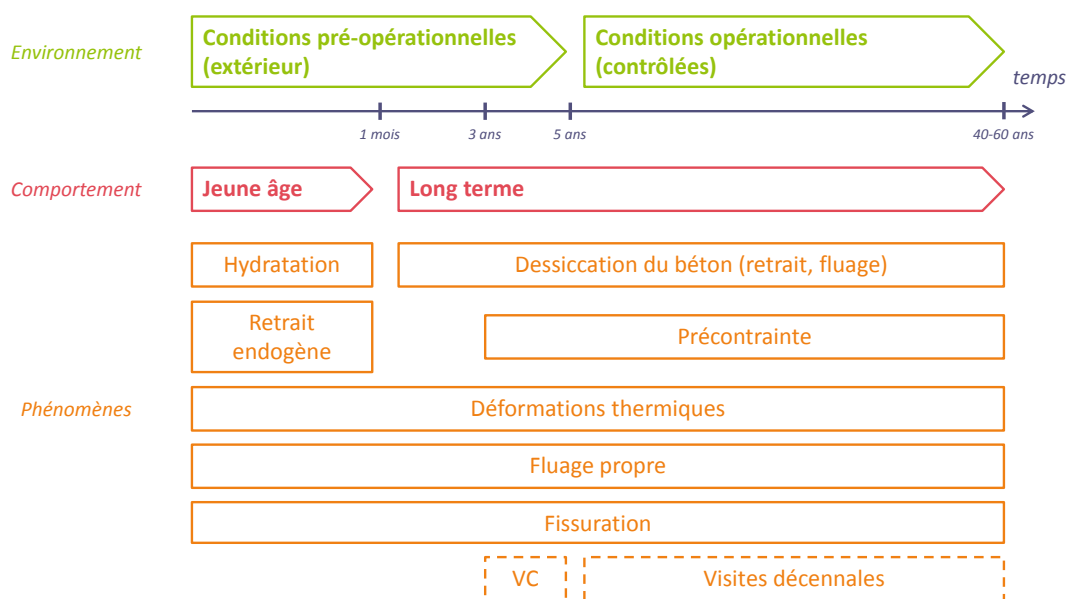 Environnement
Conditions pré-opérationnelles
(extérieur)
Conditions opérationnelles
(contrôlées)
temps
1 mois
3 ans
5 ans
40-60 ans
Comportement
Jeune âge
Long terme
Hydratation
Dessiccation du béton (retrait, fluage)
Retrait
endogène
Précontrainte
Phénomènes
Déformations thermiques
Fluage propre
Fissuration
VC
Visites décennales